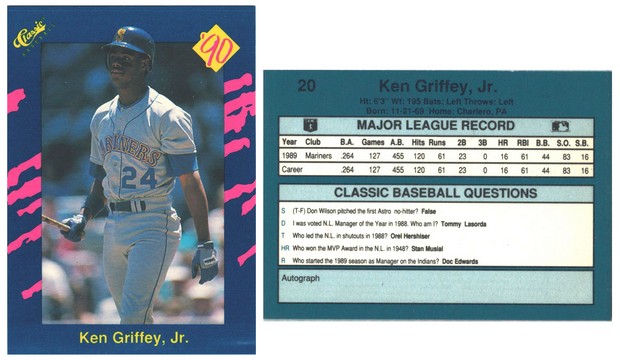 Classic
'90
MARINERS
24
Ken Griffey, Jr.
20
Ken Griffey, Jr.
Ht: 6'3" Wt: 195 Bats: Left Throws: Left
Born: 11-21-69 Home: Charlero, PA
MAJOR LEAGUE RECORD
Year Club B.A. Games A.B. Hits Runs 2B 3B HR RBI B.B. S.O. S.B.
1989 Mariners .264 127 455 120 61 23 0 16 61 44 83 16
Career .264 127 455 120 61 23 0 16 61 44 83 16
CLASSIC BASEBALL QUESTIONS
S (T-F) Don Wilson pitched the first Astro no-hitter? False
D I was voted N.L. Manager of the Year in 1988. Who am I? Tommy Lasorda
T Who led the N.L. in shutouts in 1988? Orel Hershiser
HR Who won the MVP Award in the N.L. in 1948? Stan Musial
R Who started the 1989 season as Manager on the Indians? Doc Edwards
Autograph